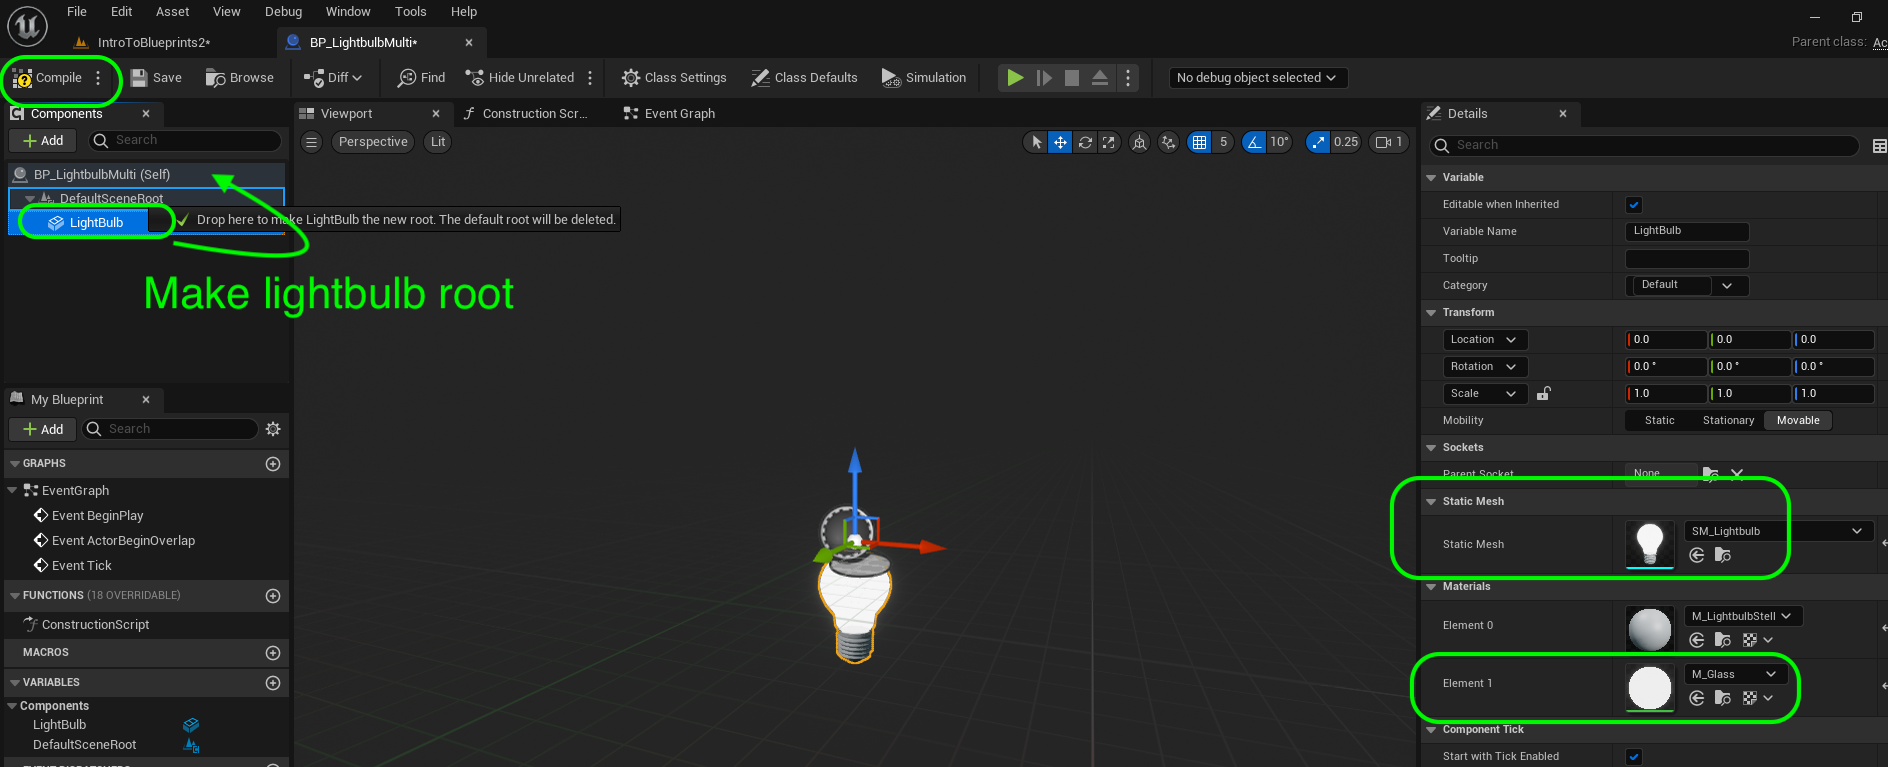 File Edit Asset View Debug Window Tools Help
IntroToBlueprints2*
BP_LightbulbMulti*
Parent class: Ac
Compile Save Browse Diff Find Hide Unrelated Class Settings Class Defaults Simulation No debug object selected
Components
Viewport
Construction Scr...
Event Graph
Details
Add
Search
Perspective
Lit
5
10°
0.25
1
Search
BP_LightbulbMulti (Self)
DefaultSceneRoot
LightBulb
Drop here to make LightBulb the new root. The default root will be deleted.
Make lightbulb root
My Blueprint
Add
Search
GRAPHS
EventGraph
Event BeginPlay
Event ActorBeginOverlap
Event Tick
FUNCTIONS (18 OVERRIDABLE)
ConstructionScript
MACROS
VARIABLES
Components
LightBulb
DefaultSceneRoot
Variable
Editable when Inherited
Variable Name LightBulb
Tooltip
Category Default
Transform
Location 0.0 0.0 0.0
Rotation 0.0 ° 0.0 ° 0.0 °
Scale 1.0 1.0 1.0
Mobility Static Stationary Movable
Sockets
Parent Socket None
Static Mesh
Static Mesh SM_Lightbulb
Materials
Element 0 M_LightbulbStell
Element 1 M_Glass
Component Tick
Start with Tick Enabled